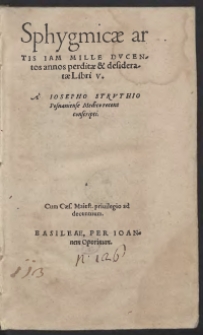 Sphygmicæ ar
TIS IAM MILLE DVCEN-
tos annos perditæ & desidera-
tæ Libri V.
A IOSEPHO STRVTHIO
Posnaniense Medico recens
conscripti.
Cum Cæs. Maiest. privilegio ad
decennium.
BASILEAE, PER IOAN-
nem Oporinum.